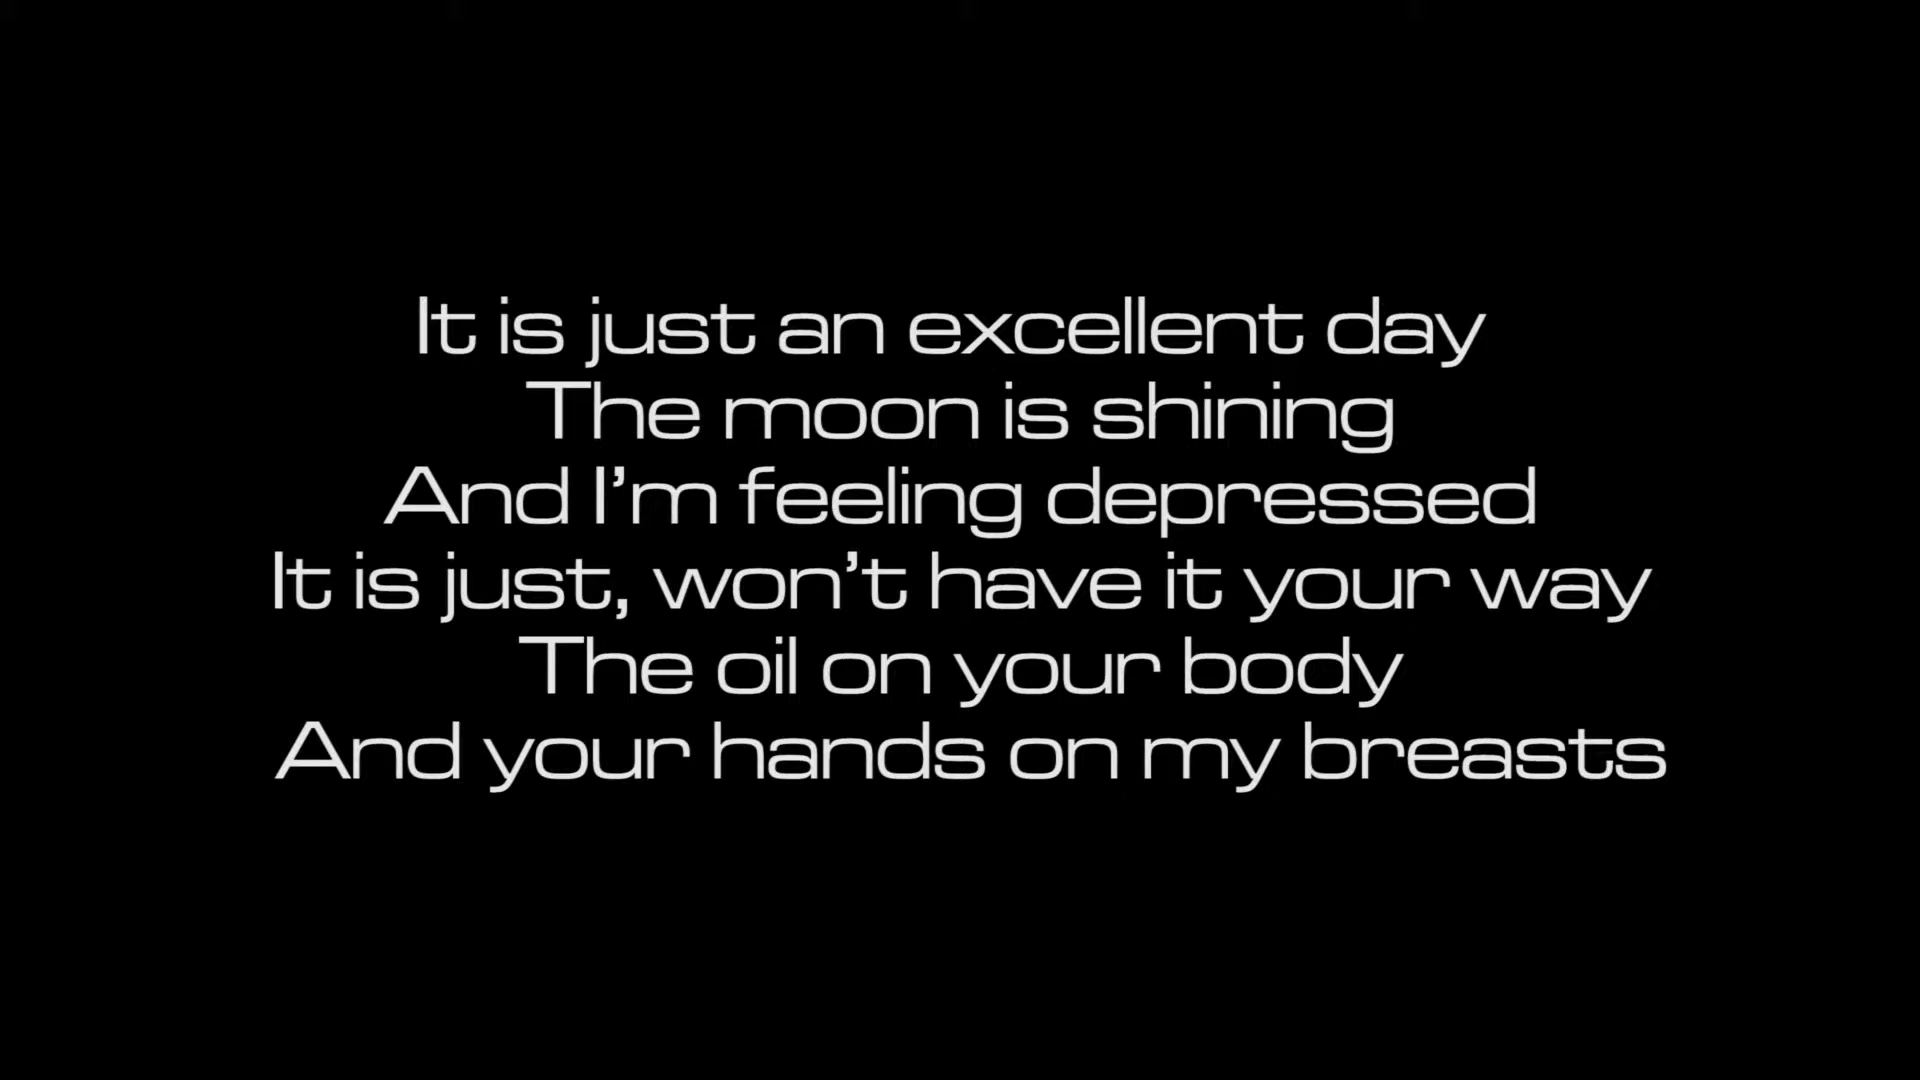 It is just an excellent day
The moon is shining
And I’m feeling depressed
It is just, won’t have it your way
The oil on your body
And your hands on my breasts